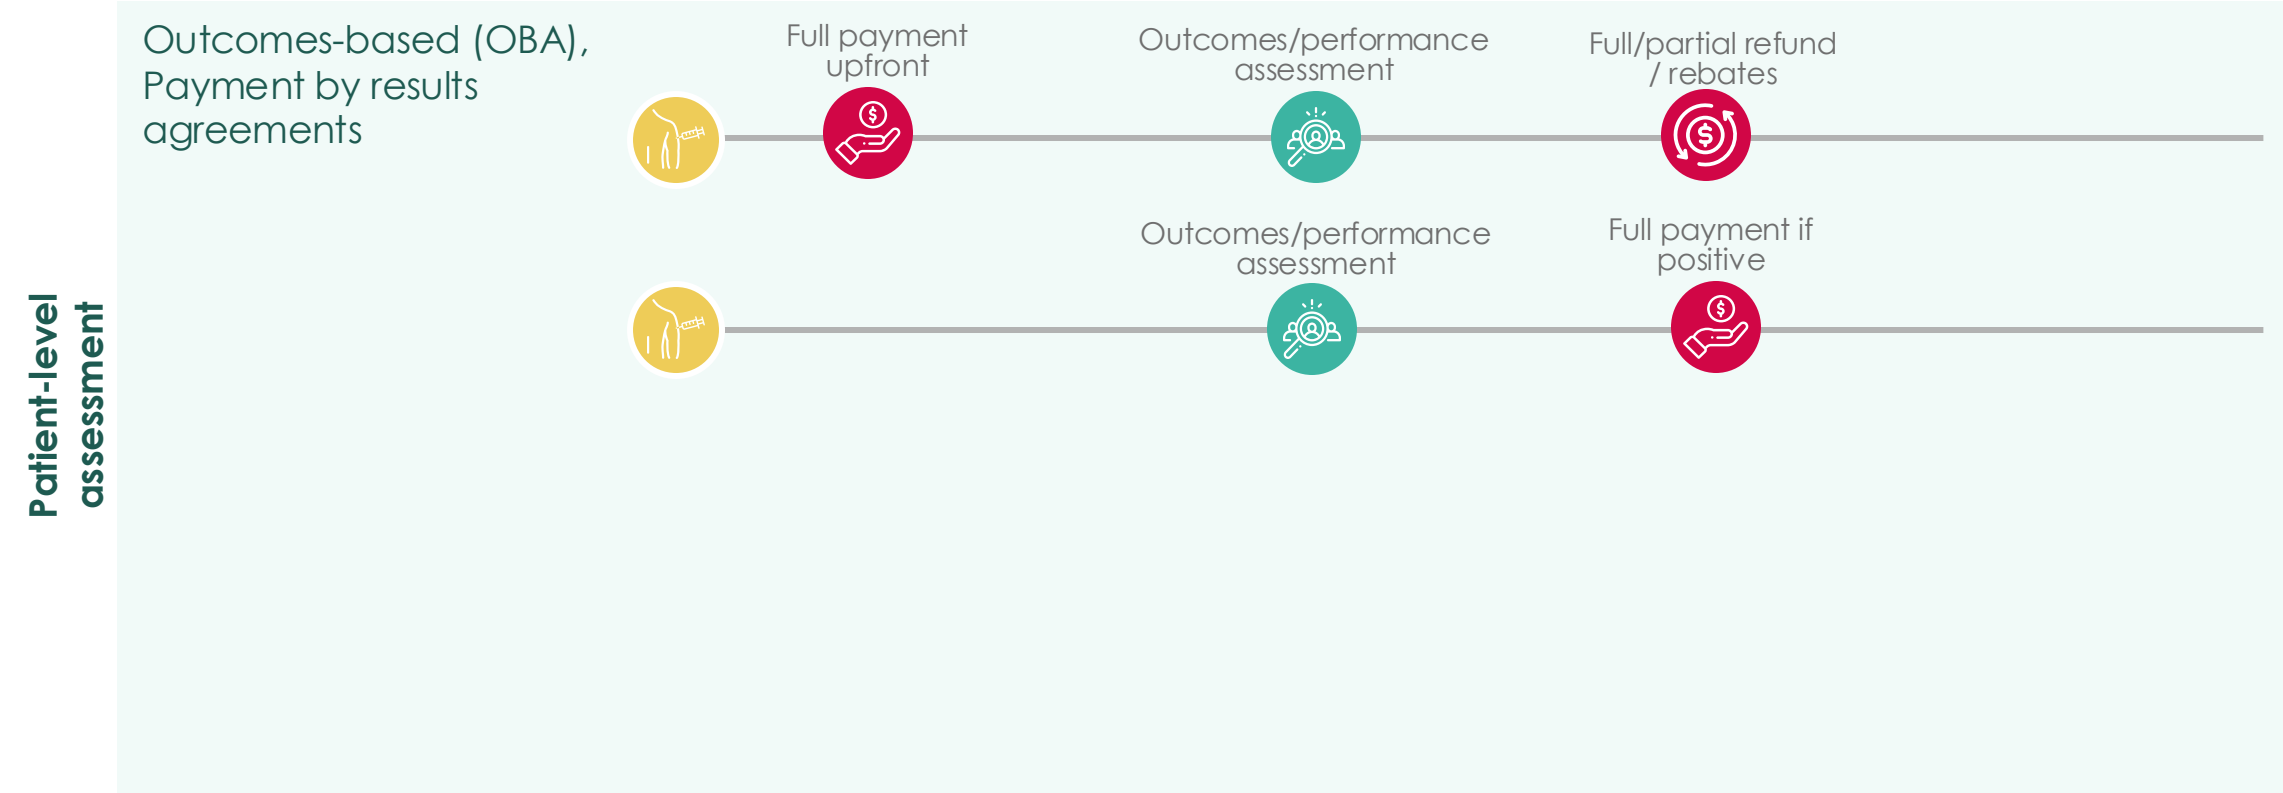 Outcomes-based (OBA),
Payment by results
agreements
Full payment
upfront
Outcomes/performance
assessment
Full/partial refund
/ rebates
Outcomes/performance
assessment
Full payment if
positive
Patient-level
assessment